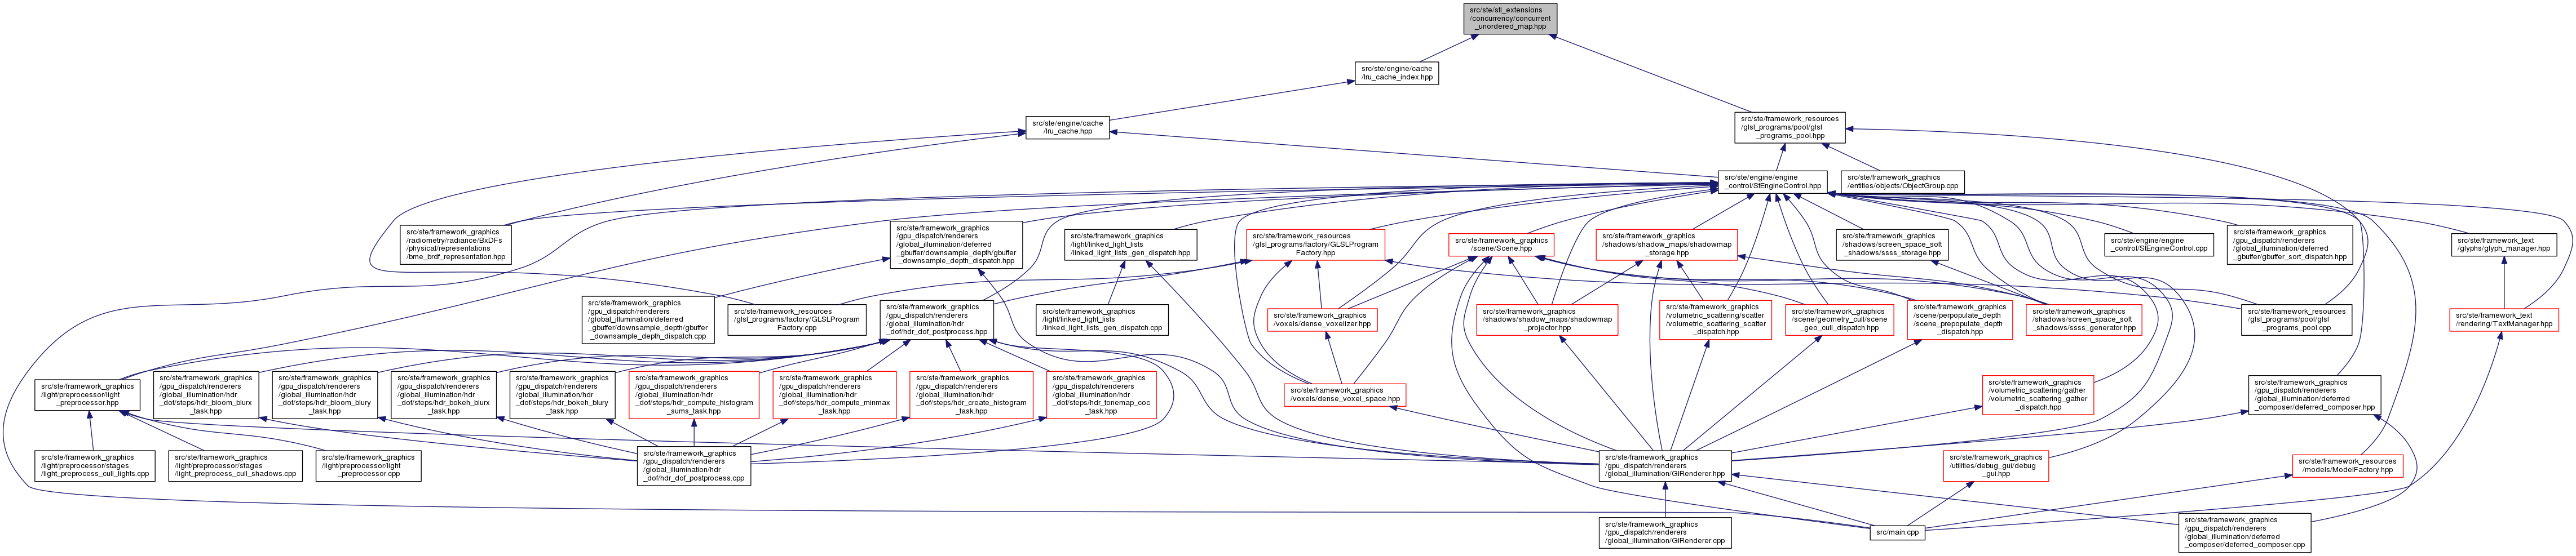 src/ste/stl_extensions
/concurrency/concurrent
_unordered_map.hpp
src/ste/engine/cache
/lru_cache_index.hpp
src/ste/engine/cache
/lru_cache.hpp
src/ste/framework_resources
/glsl_programs/pool/glsl
_programs_pool.hpp
src/ste/engine/engine
_control/StEngineControl.hpp
src/ste/framework_graphics
/entities/objects/ObjectGroup.cpp
src/ste/framework_graphics
/radiometry/radiance/BxDFs
/physical/representations
/bme_brdf_representation.hpp
src/ste/framework_graphics
/gpu_dispatch/renderers
/global_illumination/deferred
_gbuffer/downsample_depth/gbuffer
_downsample_depth_dispatch.hpp
src/ste/framework_graphics
/light/linked_light_lists
/linked_light_lists_gen_dispatch.hpp
src/ste/framework_resources
/glsl_programs/factory/GLSLProgram
Factory.hpp
src/ste/framework_graphics
/scene/Scene.hpp
src/ste/framework_graphics
/shadows/shadow_maps/shadowmap
_storage.hpp
src/ste/framework_graphics
/shadows/screen_space_soft
_shadows/ssss_storage.hpp
src/ste/engine/engine
_control/StEngineControl.cpp
src/ste/framework_graphics
/gpu_dispatch/renderers
/global_illumination/deferred
_gbuffer/gbuffer_sort_dispatch.hpp
src/ste/framework_text
/glyphs/glyph_manager.hpp
src/ste/framework_graphics
/gpu_dispatch/renderers
/global_illumination/deferred
_gbuffer/downsample_depth/gbuffer
_downsample_depth_dispatch.cpp
src/ste/framework_resources
/glsl_programs/factory/GLSLProgram
Factory.cpp
src/ste/framework_graphics
/gpu_dispatch/renderers
/global_illumination/hdr
_dof/hdr_dof_postprocess.hpp
src/ste/framework_graphics
/light/linked_light_lists
/linked_light_lists_gen_dispatch.cpp
src/ste/framework_graphics
/voxels/dense_voxelizer.hpp
src/ste/framework_graphics
/shadows/shadow_maps/shadowmap
_projector.hpp
src/ste/framework_graphics
/volumetric_scattering/scatter
/volumetric_scattering_scatter
_dispatch.hpp
src/ste/framework_graphics
/scene/geometry_cull/scene
_geo_cull_dispatch.hpp
src/ste/framework_graphics
/scene/perpopulate_depth
/scene_prepopulate_depth
_dispatch.hpp
src/ste/framework_graphics
/shadows/screen_space_soft
_shadows/ssss_generator.hpp
src/ste/framework_resources
/glsl_programs/pool/glsl
_programs_pool.cpp
src/ste/framework_text
/rendering/TextManager.hpp
src/ste/framework_graphics
/light/preprocessor/light
_preprocessor.hpp
src/ste/framework_graphics
/gpu_dispatch/renderers
/global_illumination/hdr
_dof/steps/hdr_bloom_blurx
_task.hpp
src/ste/framework_graphics
/gpu_dispatch/renderers
/global_illumination/hdr
_dof/steps/hdr_bloom_blury
_task.hpp
src/ste/framework_graphics
/gpu_dispatch/renderers
/global_illumination/hdr
_dof/steps/hdr_bokeh_blurx
_task.hpp
src/ste/framework_graphics
/gpu_dispatch/renderers
/global_illumination/hdr
_dof/steps/hdr_bokeh_blury
_task.hpp
src/ste/framework_graphics
/gpu_dispatch/renderers
/global_illumination/hdr
_dof/steps/hdr_compute_histogram
_sums_task.hpp
src/ste/framework_graphics
/gpu_dispatch/renderers
/global_illumination/hdr
_dof/steps/hdr_compute_minmax
_task.hpp
src/ste/framework_graphics
/gpu_dispatch/renderers
/global_illumination/hdr
_dof/steps/hdr_create_histogram
_task.hpp
src/ste/framework_graphics
/gpu_dispatch/renderers
/global_illumination/hdr
_dof/steps/hdr_tonemap_coc
_task.hpp
src/ste/framework_graphics
/voxels/dense_voxel_space.hpp
src/ste/framework_graphics
/volumetric_scattering/gather
/volumetric_scattering_gather
_dispatch.hpp
src/ste/framework_graphics
/gpu_dispatch/renderers
/global_illumination/deferred
_composer/deferred_composer.hpp
src/ste/framework_graphics
/light/preprocessor/stages
/light_preprocess_cull_lights.cpp
src/ste/framework_graphics
/light/preprocessor/stages
/light_preprocess_cull_shadows.cpp
src/ste/framework_graphics
/light/preprocessor/light
_preprocessor.cpp
src/ste/framework_graphics
/gpu_dispatch/renderers
/global_illumination/hdr
_dof/hdr_dof_postprocess.cpp
src/ste/framework_graphics
/gpu_dispatch/renderers
/global_illumination/GIRenderer.hpp
src/ste/framework_graphics
/utilities/debug_gui/debug
_gui.hpp
src/ste/framework_resources
/models/ModelFactory.hpp
src/ste/framework_graphics
/gpu_dispatch/renderers
/global_illumination/GIRenderer.cpp
src/main.cpp
src/ste/framework_graphics
/gpu_dispatch/renderers
/global_illumination/deferred
_composer/deferred_composer.cpp